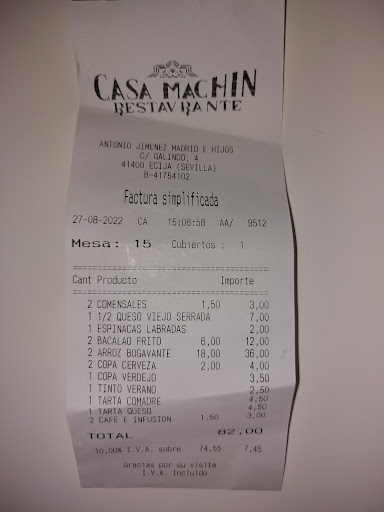 CASA MACHIN
RESTAURANTE
ANTONIO JIMENEZ MADRID E HIJOS
C/ GALINDO, 4
41400 ECIJA (SEVILLA)
B-41754102
Factura simplificada
27-08-2022 CA 15:08:58 AA/ 9512
Mesa: 15 Cubiertos: 1
Cant Producto Importe
2 COMENSALES 1,50 3,00
1 1/2 QUESO VIEJO SERRADA 7,00
1 ESPINACAS LABRADAS 2,00
2 BACALAO FRITO 6,00 12,00
2 ARROZ BOGAVANTE 18,00 36,00
2 COPA CERVEZA 2,00 4,00
1 COPA VERDEJO 3,50
1 TINTO VERANO 2,50
1 TARTA COMADRE 4,50
1 TARTA QUESO 4,50
2 CAFE E INFUSION 1,50 3,00
TOTAL 82,00
10,00% I.V.A. sobre 74,55 7,45
Gracias por su visita
I.V.A. Incluido